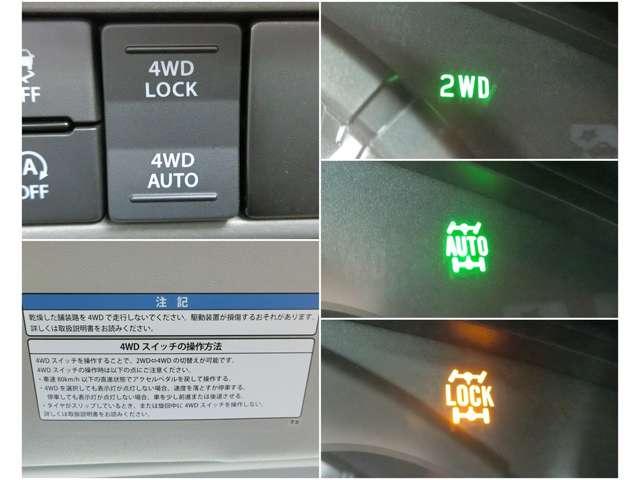 OFF
4WD
LOCK
4WD
AUTO
A
OFF
注 記
乾燥した舗装路を4WDで走行しないでください。駆動装置が損傷するおそれがあります。
詳しくは取扱説明書をお読みください。
4WDスイッチの操作方法
4WDスイッチを操作することで、2WD⇔4WDの切替えが可能です。
4WDスイッチの操作時は以下の点にご注意ください。
・車速60km/h以下の直進状態でアクセルペダルを戻して操作する。
・4WDを選択しても表示灯が点灯しない場合、速度を落とすか停車する。
停車しても表示灯が点灯しない場合、車を少し前進または後退させる。
・タイヤがスリップしているとき、または旋回中に4WDスイッチを操作しない。
詳しくは取扱説明書をお読みください。
2WD
AUTO
LOCK